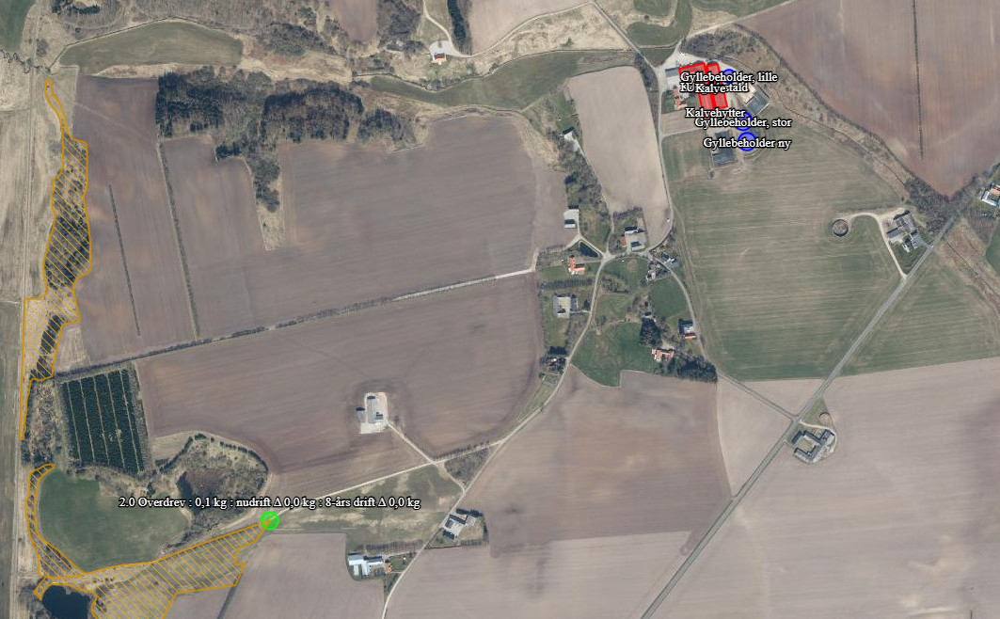 Gyllebeholder, lille
Kalvestald
Kalvehytter
Gyllebeholder, stor
Gyllebeholder ny
2.0 Overdrev : 0,1 kg : nudrift Δ 0,0 kg : 8-års drift Δ 0,0 kg